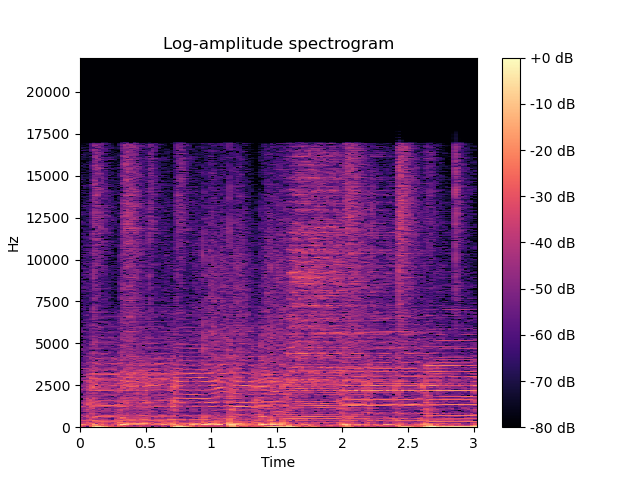 Log-amplitude spectrogram
Hz
20000
17500
15000
12500
10000
7500
5000
2500
0
0 0.5 1 1.5 2 2.5 3
Time
+0 dB
-10 dB
-20 dB
-30 dB
-40 dB
-50 dB
-60 dB
-70 dB
-80 dB